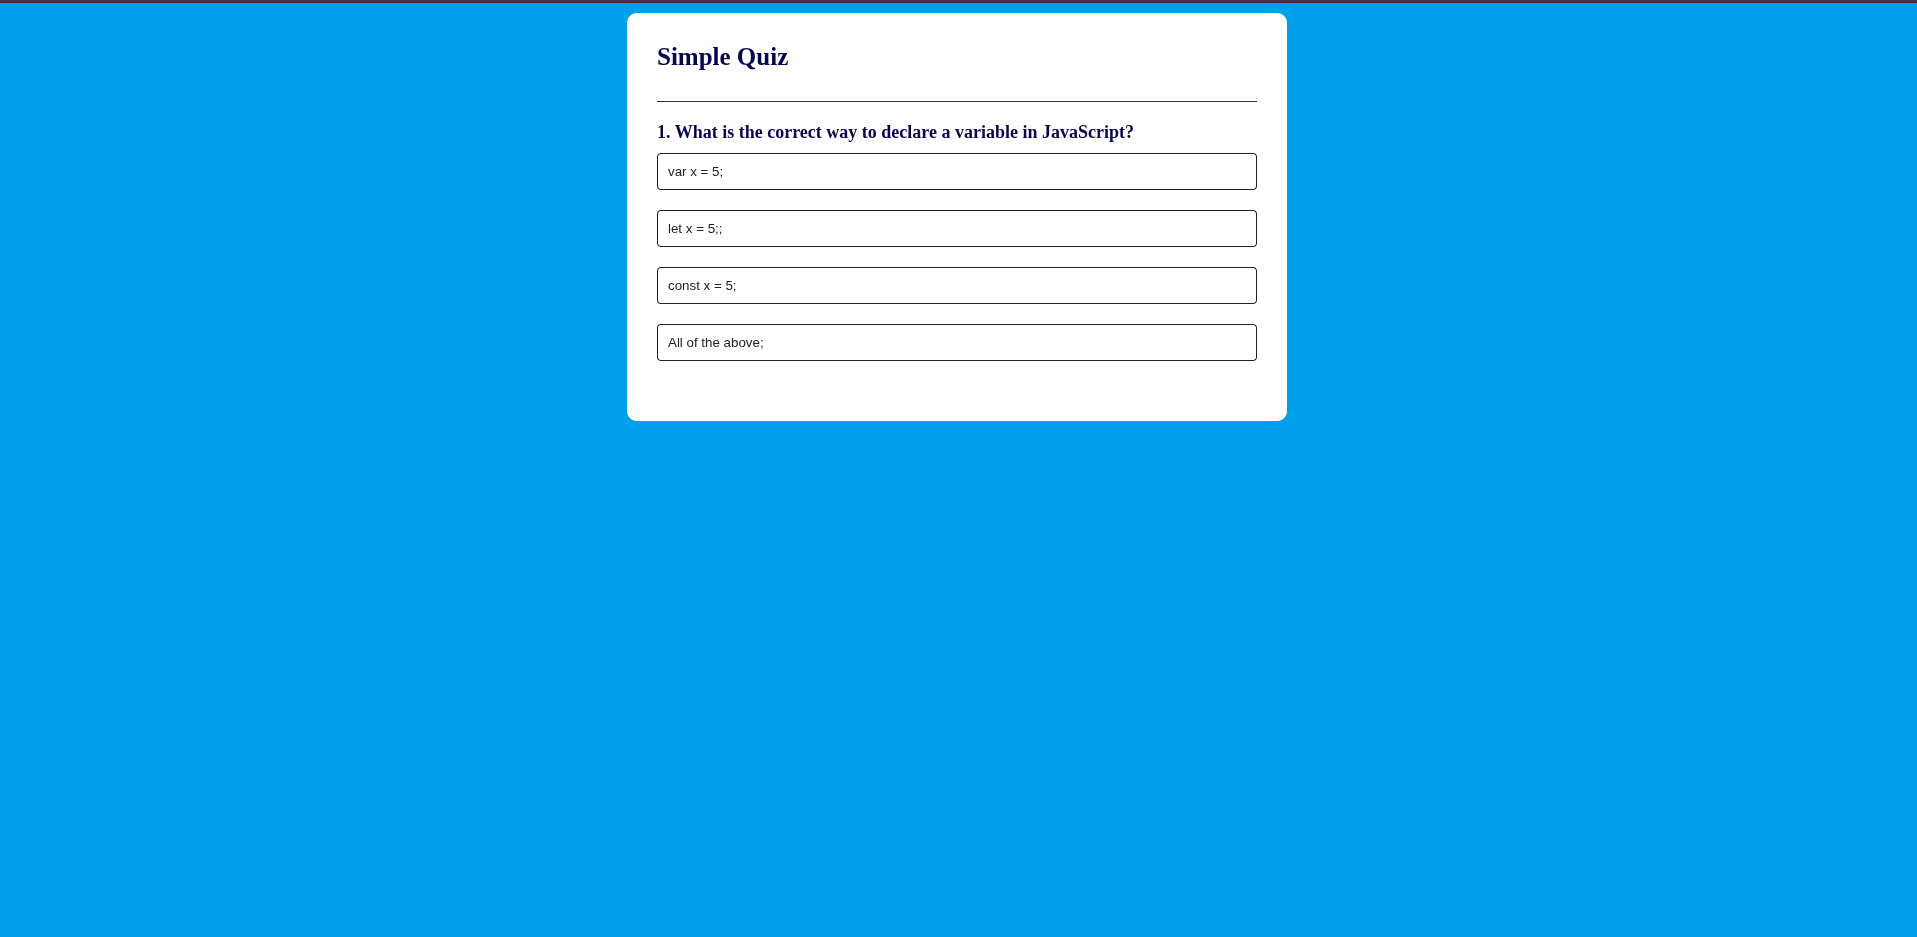 Simple Quiz
1. What is the correct way to declare a variable in JavaScript?
var x = 5;
let x = 5;;
const x = 5;
All of the above;